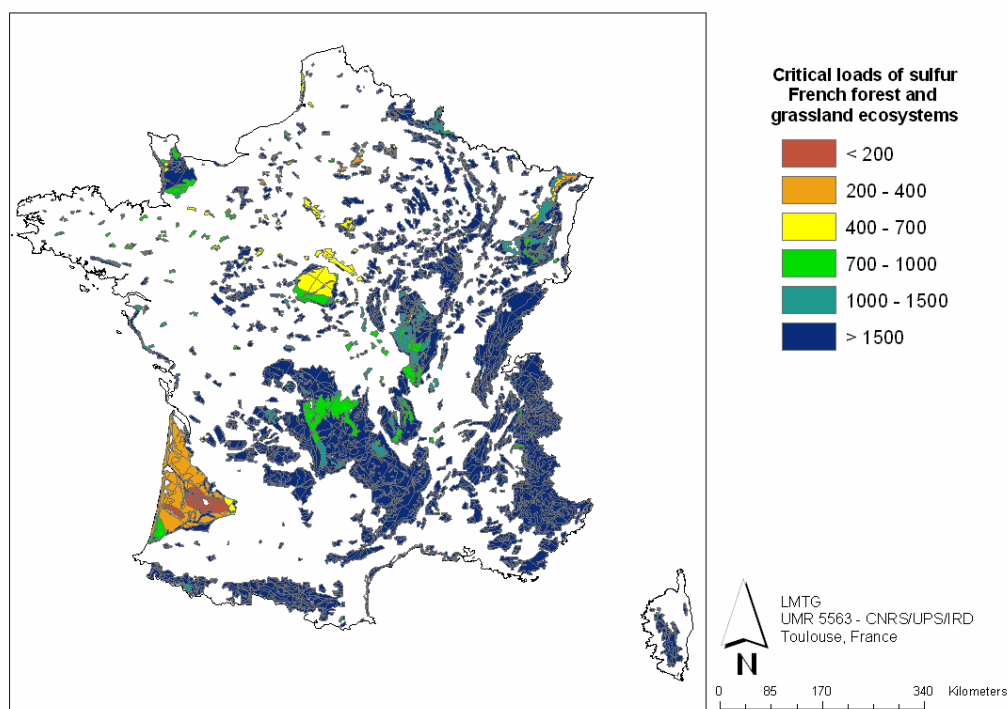 Critical loads of sulfur
French forest and
grassland ecosystems
< 200
200 - 400
400 - 700
700 - 1000
1000 - 1500
> 1500
N
LMTG
UMR 5563 - CNRS/UPS/IRD
Toulouse, France
0 85 170 340 Kilometers